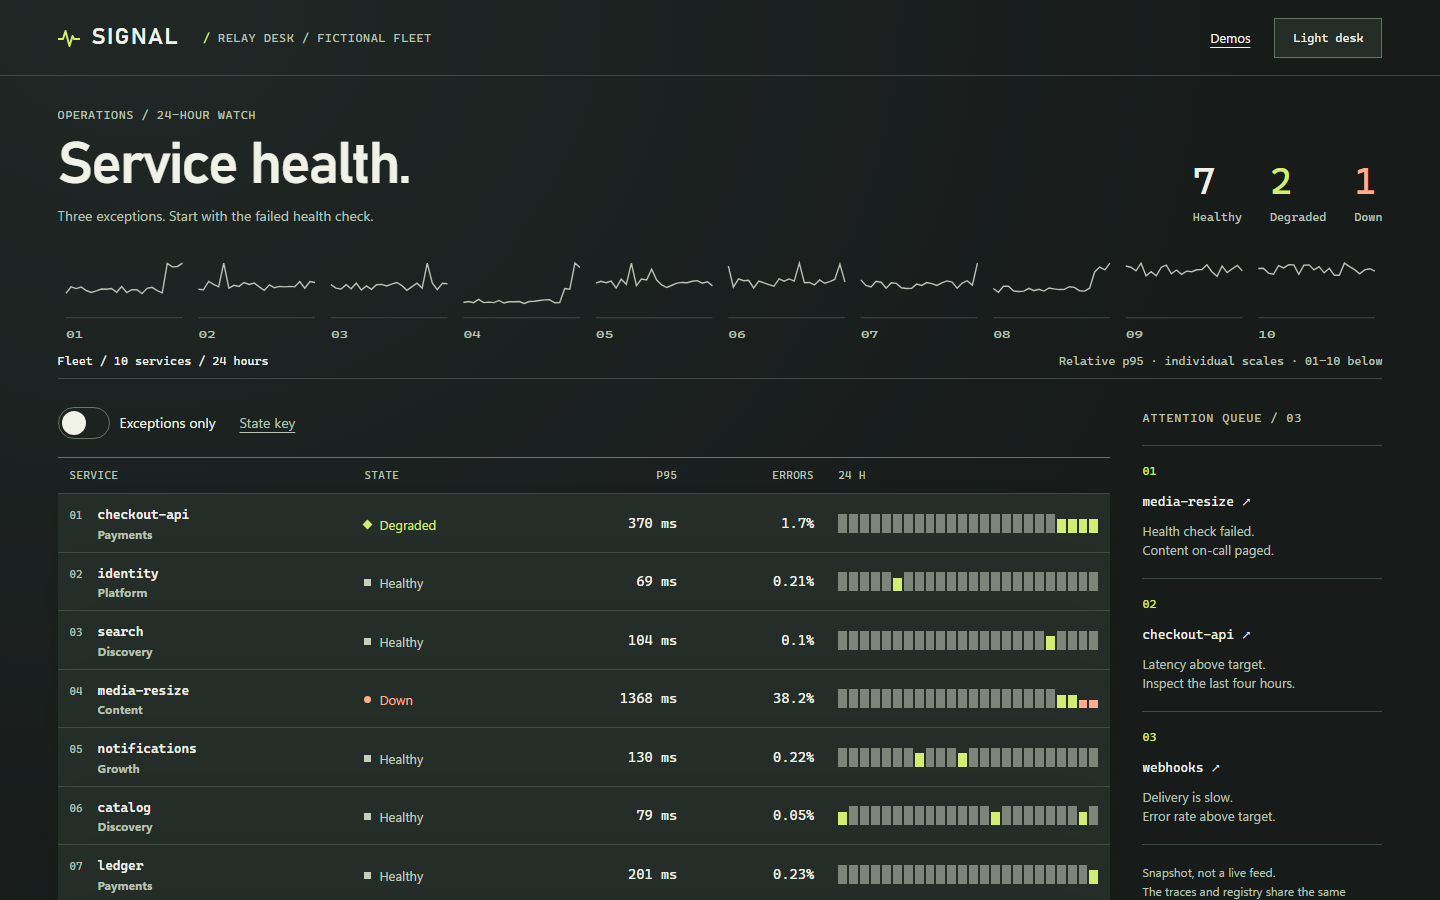 SIGNAL / RELAY DESK / FICTIONAL FLEET
Demos
Light desk
OPERATIONS / 24-HOUR WATCH
Service health.
Three exceptions. Start with the failed health check.
7 2 1
Healthy Degraded Down
01 02 03 04 05 06 07 08 09 10
Fleet / 10 services / 24 hours
Relative p95 · individual scales · 01–10 below
Exceptions only
State key
SERVICE STATE P95 ERRORS 24 H
01 checkout-api Degraded 370 ms 1.7%
Payments
02 identity Healthy 69 ms 0.21%
Platform
03 search Healthy 104 ms 0.1%
Discovery
04 media-resize Down 1368 ms 38.2%
Content
05 notifications Healthy 130 ms 0.22%
Growth
06 catalog Healthy 79 ms 0.05%
Discovery
07 ledger Healthy 201 ms 0.23%
Payments
ATTENTION QUEUE / 03
01
media-resize ↗
Health check failed.
Content on-call paged.
02
checkout-api ↗
Latency above target.
Inspect the last four hours.
03
webhooks ↗
Delivery is slow.
Error rate above target.
Snapshot, not a live feed.
The traces and registry share the same